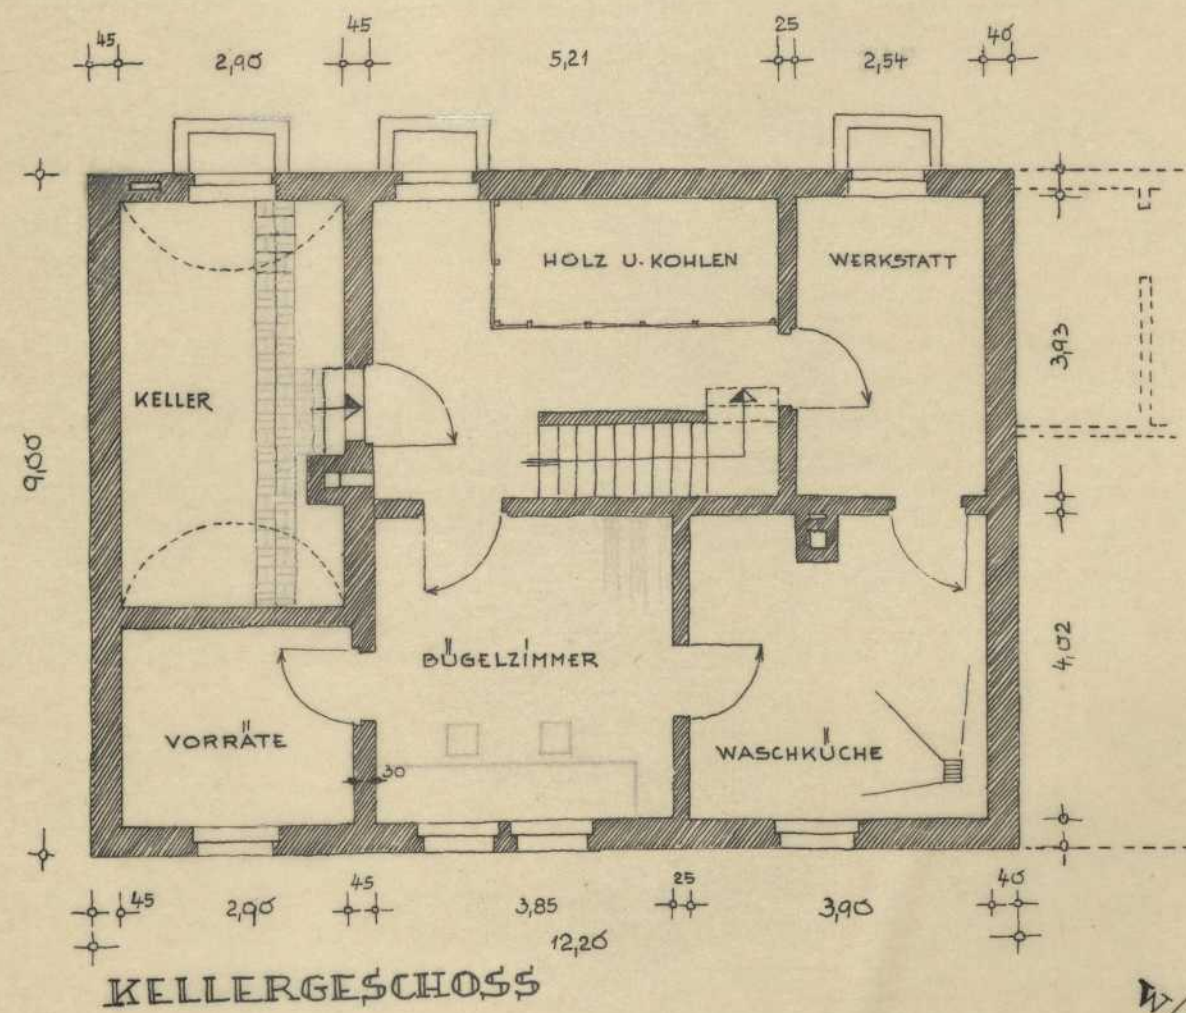 45 2,90 45 5,21 25 2,54 40
HOLZ U. KOHLEN
WERKSTATT
3,93
KELLER
9,00
4,02
BÜGELZIMMER
VORRÄTE
WASCHKÜCHE
30
45 2,90 45 3,85 25 3,90 40
12,20
KELLERGESCHOSS